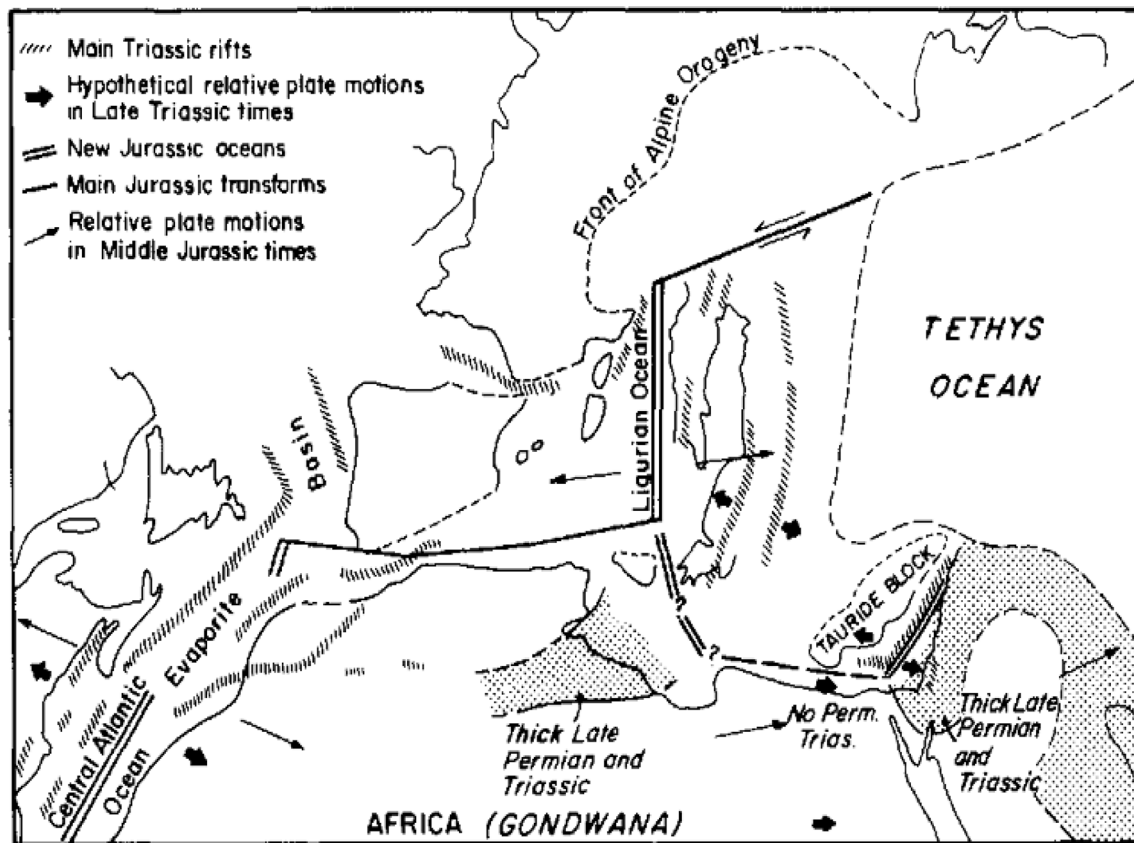 Main Triassic rifts
Hypothetical relative plate motions
in Late Triassic times
New Jurassic oceans
Main Jurassic transforms
Relative plate motions
in Middle Jurassic times
Front of Alpine Orogeny
TETHYS
OCEAN
Ligurian Ocean
Basin
Evaporite
Central Atlantic
Ocean
TAURIDE BLOCK
?
?
No Perm.
Trias.
Thick Late
Permian and
Triassic
Thick Late
Permian
and
Triassic
AFRICA (GONDWANA)